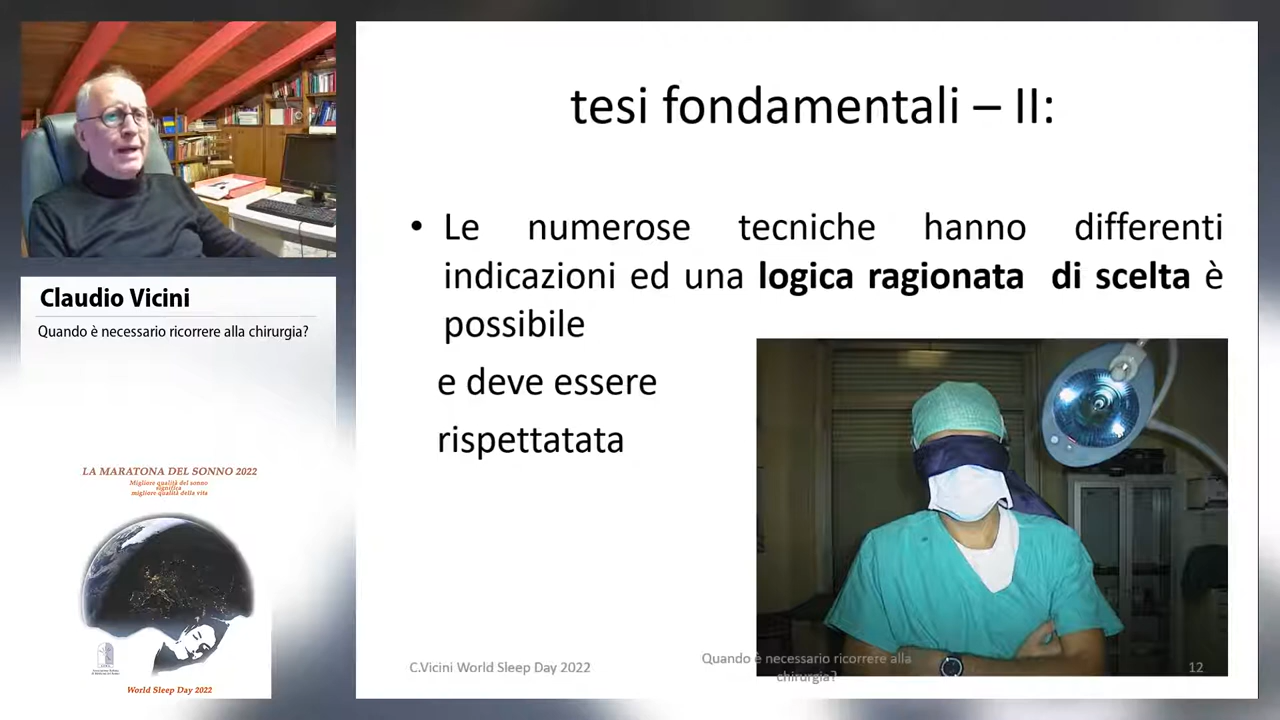 Claudio Vicini
Quando è necessario ricorrere alla chirurgia?
LA MARATONA DEL SONNO 2022
Migliore qualità del sonno
significa
migliore qualità della vita
World Sleep Day 2022
tesi fondamentali – II:
• Le numerose tecniche hanno differenti
indicazioni ed una logica ragionata di scelta è
possibile
e deve essere
rispettatata
C.Vicini World Sleep Day 2022
Quando è necessario ricorrere alla
chirurgia?
12